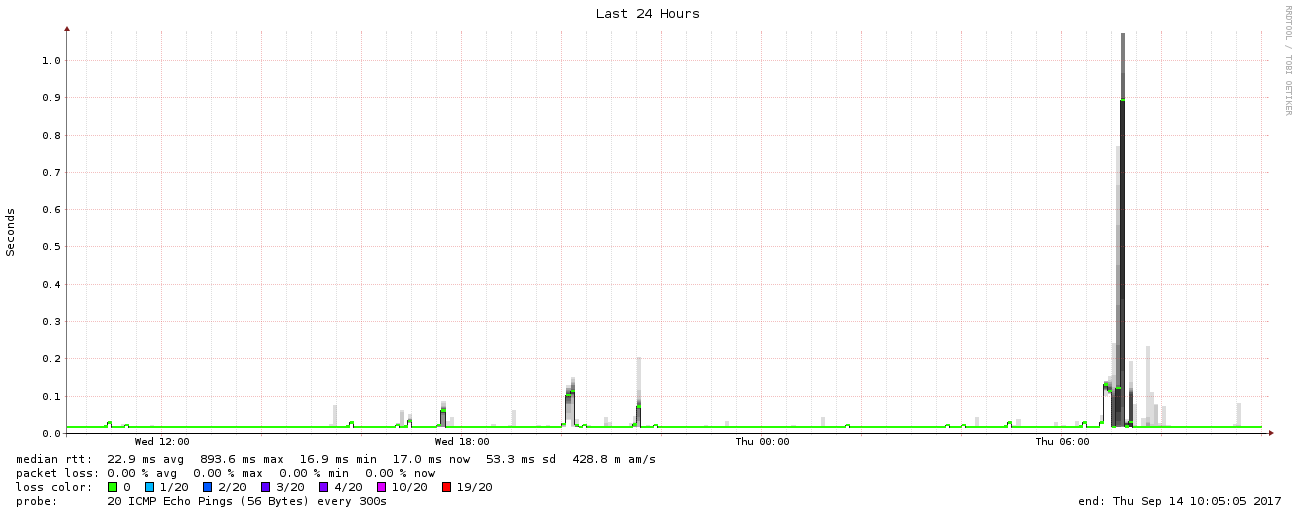 Last 24 Hours
RRDTOOL / TOBI OETIKER
Seconds
1.0
0.9
0.8
0.7
0.6
0.5
0.4
0.3
0.2
0.1
0.0
Wed 12:00 Wed 18:00 Thu 00:00 Thu 06:00
median rtt: 22.9 ms avg 893.6 ms max 16.9 ms min 17.0 ms now 53.3 ms sd 428.8 m am/s
packet loss: 0.00 % avg 0.00 % max 0.00 % min 0.00 % now
loss color: 0 1/20 2/20 3/20 4/20 10/20 19/20
probe: 20 ICMP Echo Pings (56 Bytes) every 300s end: Thu Sep 14 10:05:05 2017